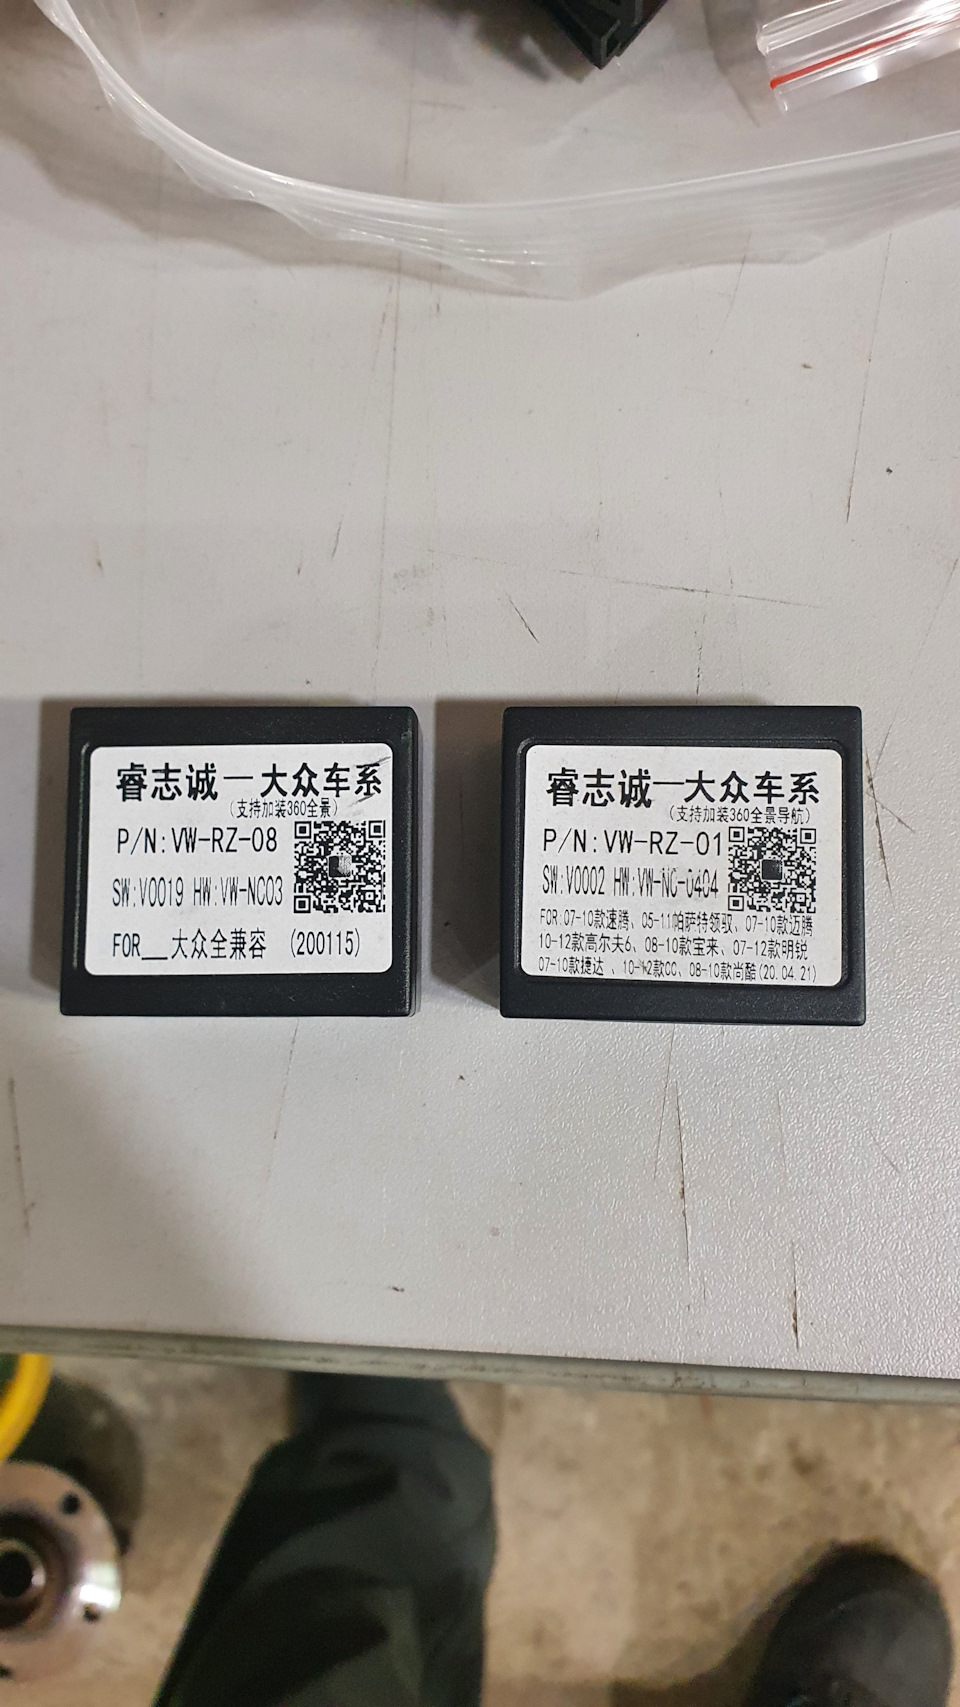 睿志诚一大众车系
(支持加装360全景)
P/N:VW-RZ-08
SW:V0019 HW:VW-NC03
FOR__大众全兼容 (200115)
睿志诚一大众车系
(支持加装360全景导航)
P/N:VW-RZ-01
SW:V0002 HW:VW-NC-0404
FOR:07-10款速腾、05-11帕萨特领驭、07-10款迈腾
10-12款高尔夫6、08-10款宝来、07-12款明锐
07-10款捷达 、10-12款CC、08-10款尚酷(20.04.21)